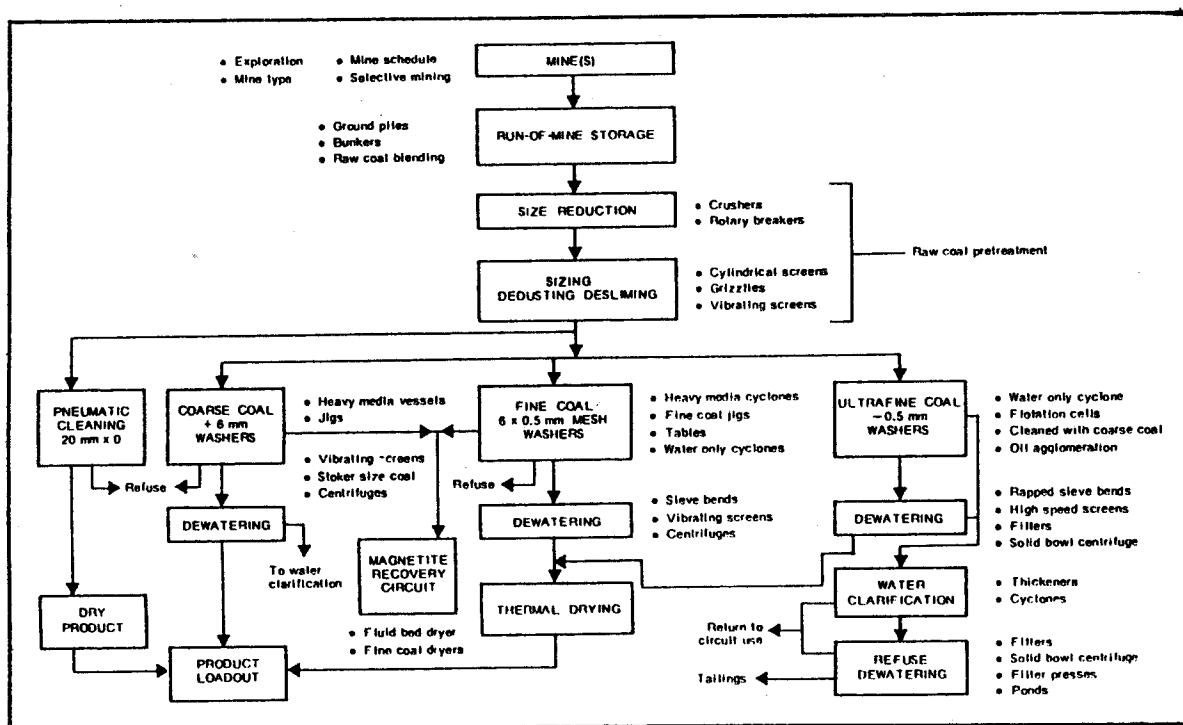 • Exploration • Mine schedule
• Mine type • Selective mining
MINE(S)
• Ground piles
• Bunkers
• Raw coal blending
RUN-OF-MINE STORAGE
SIZE REDUCTION
• Crushers
• Rotary breakers
Raw coal pretreatment
SIZING
DEDUSTING DESLIMING
• Cylindrical screens
• Grizzlies
• Vibrating screens
PNEUMATIC
CLEANING
20 mm x 0
COARSE COAL
+ 6 mm
WASHERS
• Heavy media vessels
• Jigs
FINE COAL
6 x 0.5 mm MESH
WASHERS
• Heavy media cyclones
• Fine coal jigs
• Tables
• Water only cyclones
ULTRAFINE COAL
-0.5 mm
WASHERS
• Water only cyclone
• Flotation cells
• Cleaned with coarse coal
• Oil agglomeration
Refuse
• Vibrating screens
• Stoker size coal
• Centrifuges
Refuse
DEWATERING
To water
clarification
MAGNETITE
RECOVERY
CIRCUIT
DEWATERING
• Sieve bends
• Vibrating screens
• Centrifuges
DEWATERING
• Rapped sieve bends
• High speed screens
• Filters
• Solid bowl centrifuge
DRY
PRODUCT
THERMAL DRYING
WATER
CLARIFICATION
• Thickeners
• Cyclones
• Fluid bed dryer
• Fine coal dryers
PRODUCT
LOADOUT
Return to
circuit use
Tailings
REFUSE
DEWATERING
• Filters
• Solid bowl centrifuge
• Filter presses
• Ponds